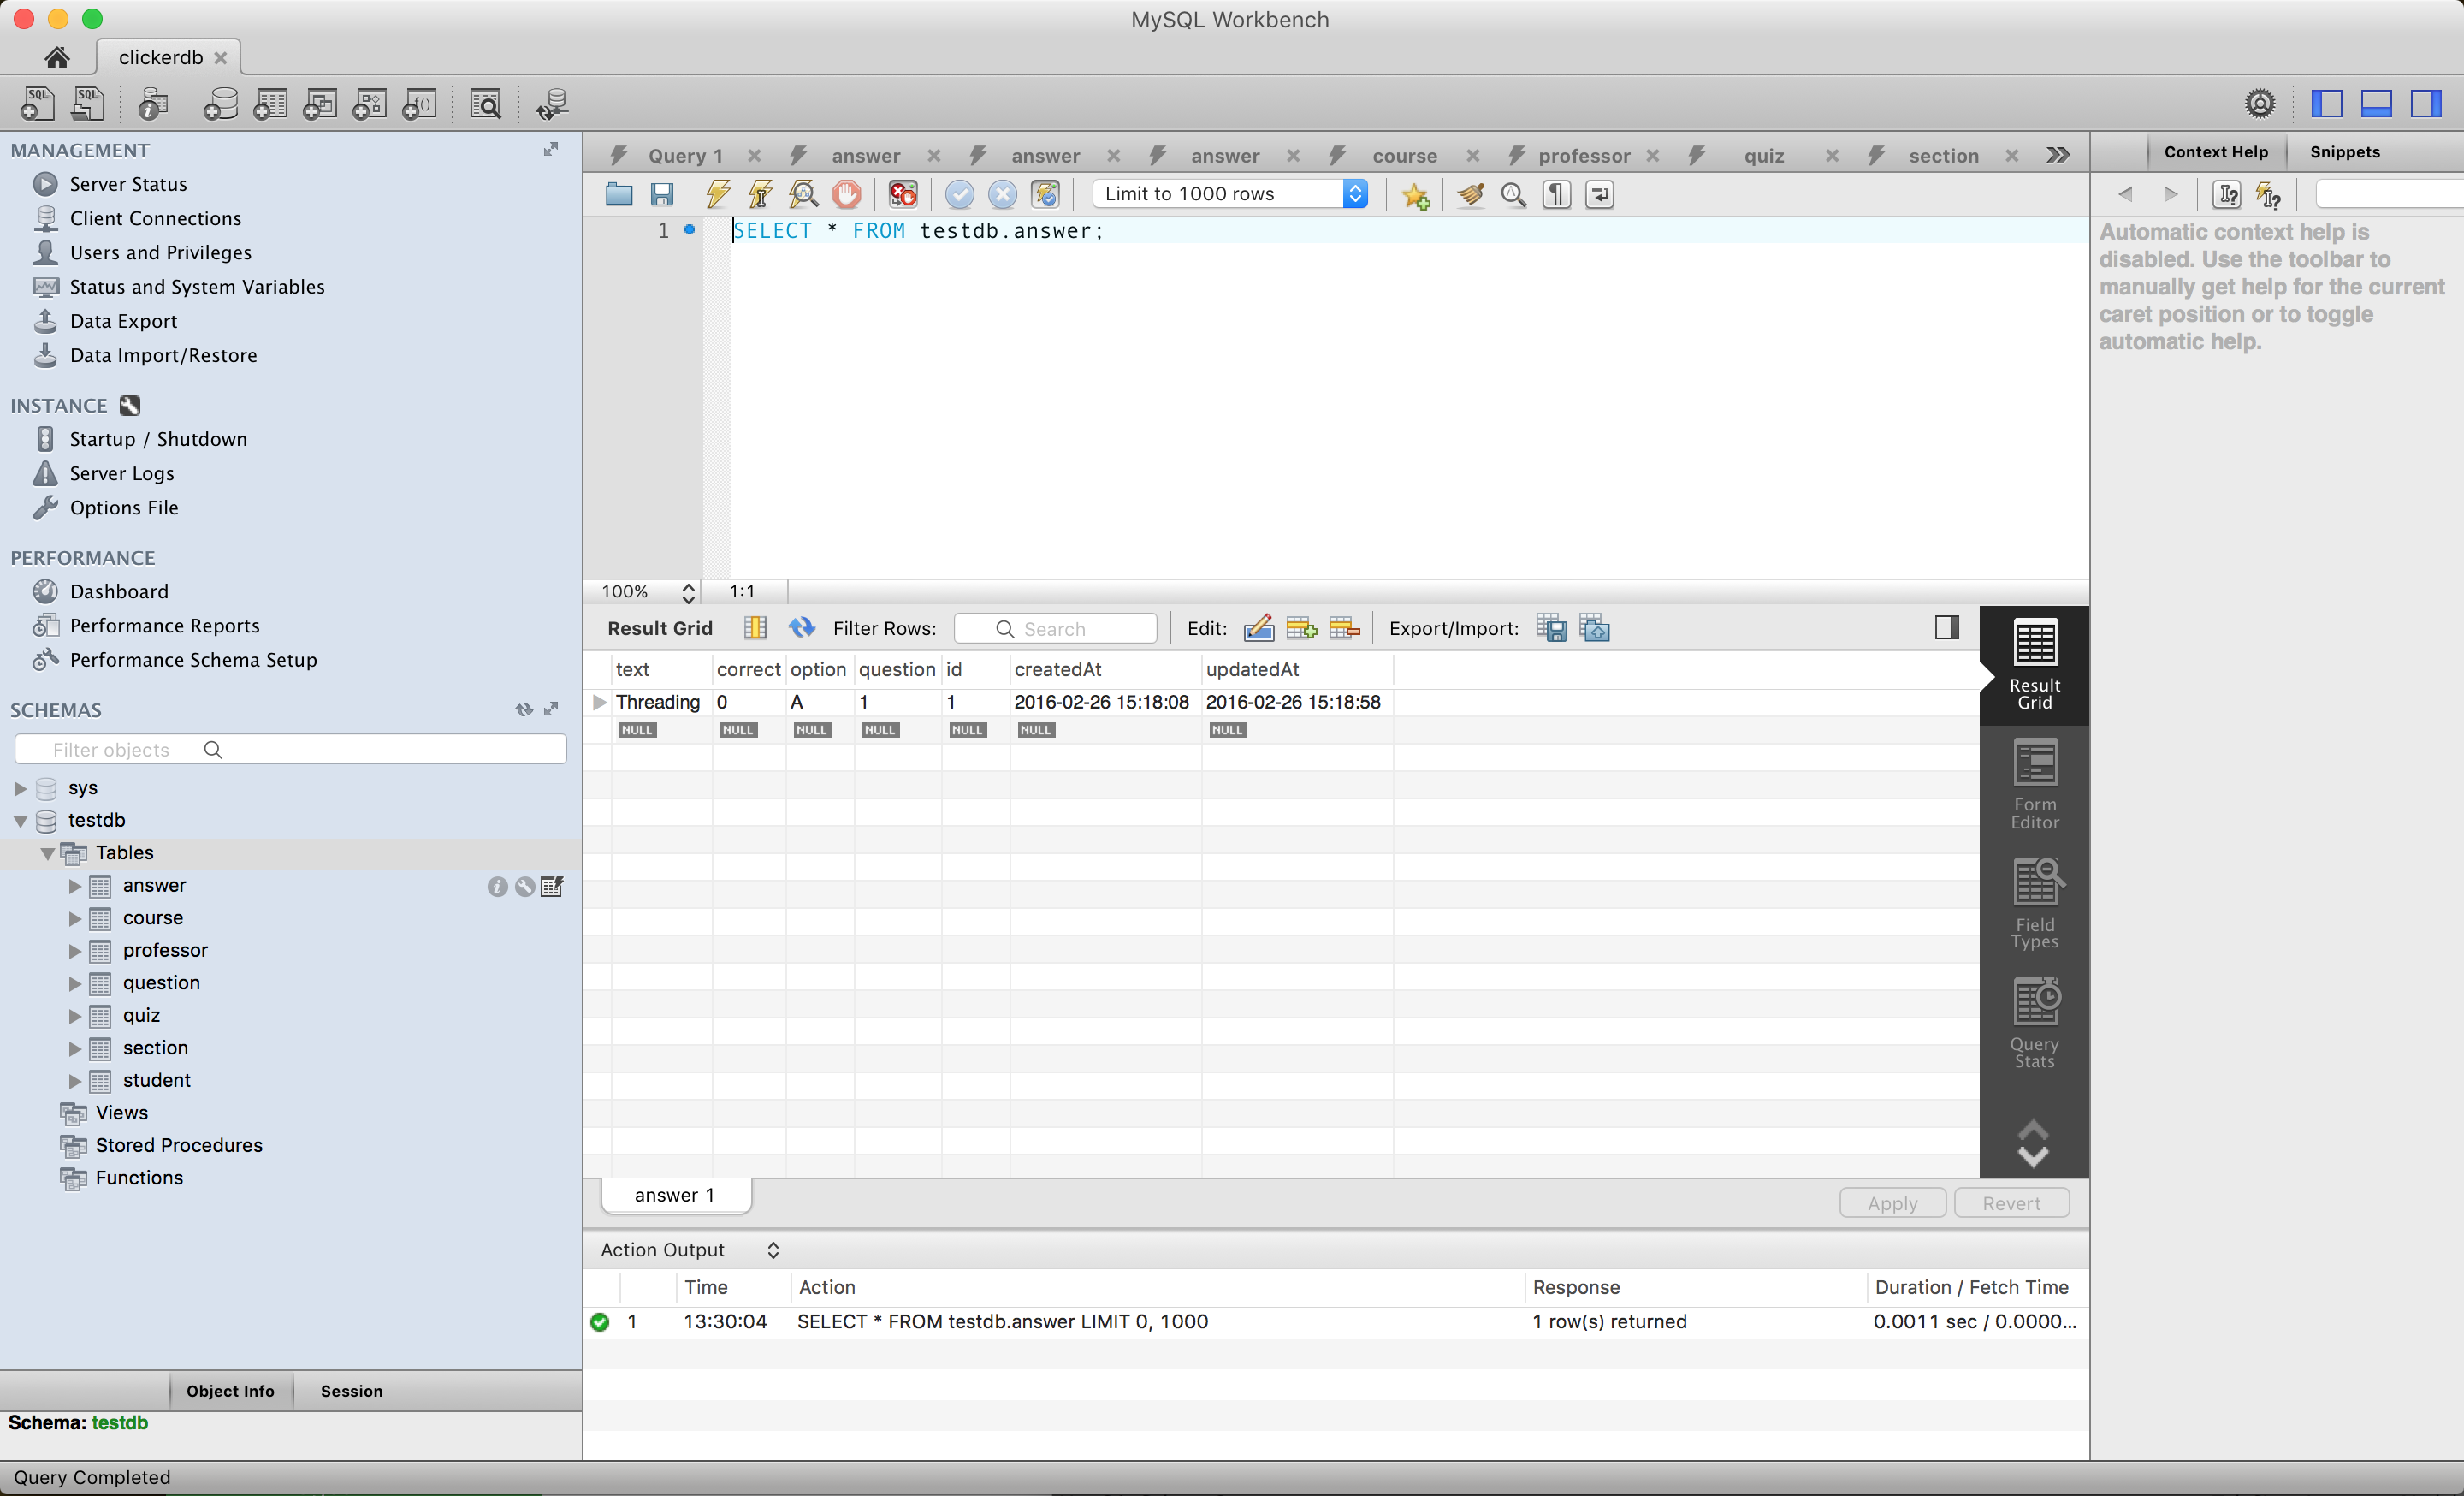 MySQL Workbench
clickerdb
MANAGEMENT
Server Status
Client Connections
Users and Privileges
Status and System Variables
Data Export
Data Import/Restore
INSTANCE
Startup / Shutdown
Server Logs
Options File
PERFORMANCE
Dashboard
Performance Reports
Performance Schema Setup
SCHEMAS
Filter objects
sys
testdb
Tables
answer
course
professor
question
quiz
section
student
Views
Stored Procedures
Functions
Object Info Session
Schema: testdb
Query 1 answer answer answer course professor quiz section
Limit to 1000 rows
1 SELECT * FROM testdb.answer;
100% 1:1
Result Grid Filter Rows: Search Edit: Export/Import:
text correct option question id createdAt updatedAt
Threading 0 A 1 1 2016-02-26 15:18:08 2016-02-26 15:18:58
NULL NULL NULL NULL NULL NULL NULL
Result
Grid
Form
Editor
Field
Types
Query
Stats
answer 1
Apply Revert
Action Output
Time Action Response Duration / Fetch Time
1 13:30:04 SELECT * FROM testdb.answer LIMIT 0, 1000 1 row(s) returned 0.0011 sec / 0.0000...
Context Help Snippets
Automatic context help is
disabled. Use the toolbar to
manually get help for the current
caret position or to toggle
automatic help.
Query Completed